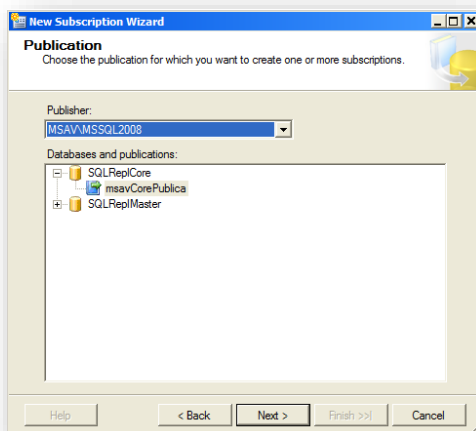 New Subscription Wizard
Publication
Choose the publication for which you want to create one or more subscriptions.
Publisher:
MSAV\MSSQL2008
Databases and publications:
SQLReplCore
msavCorePublica
SQLReplMaster
Help
< Back
Next >
Finish >>|
Cancel